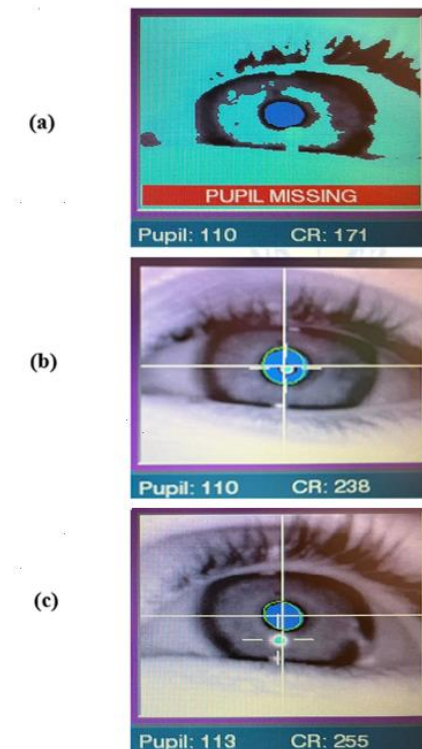 (a)
PUPIL MISSING
Pupil: 110 CR: 171
(b)
Pupil: 110 CR: 238
(c)
Pupil: 113 CR: 255